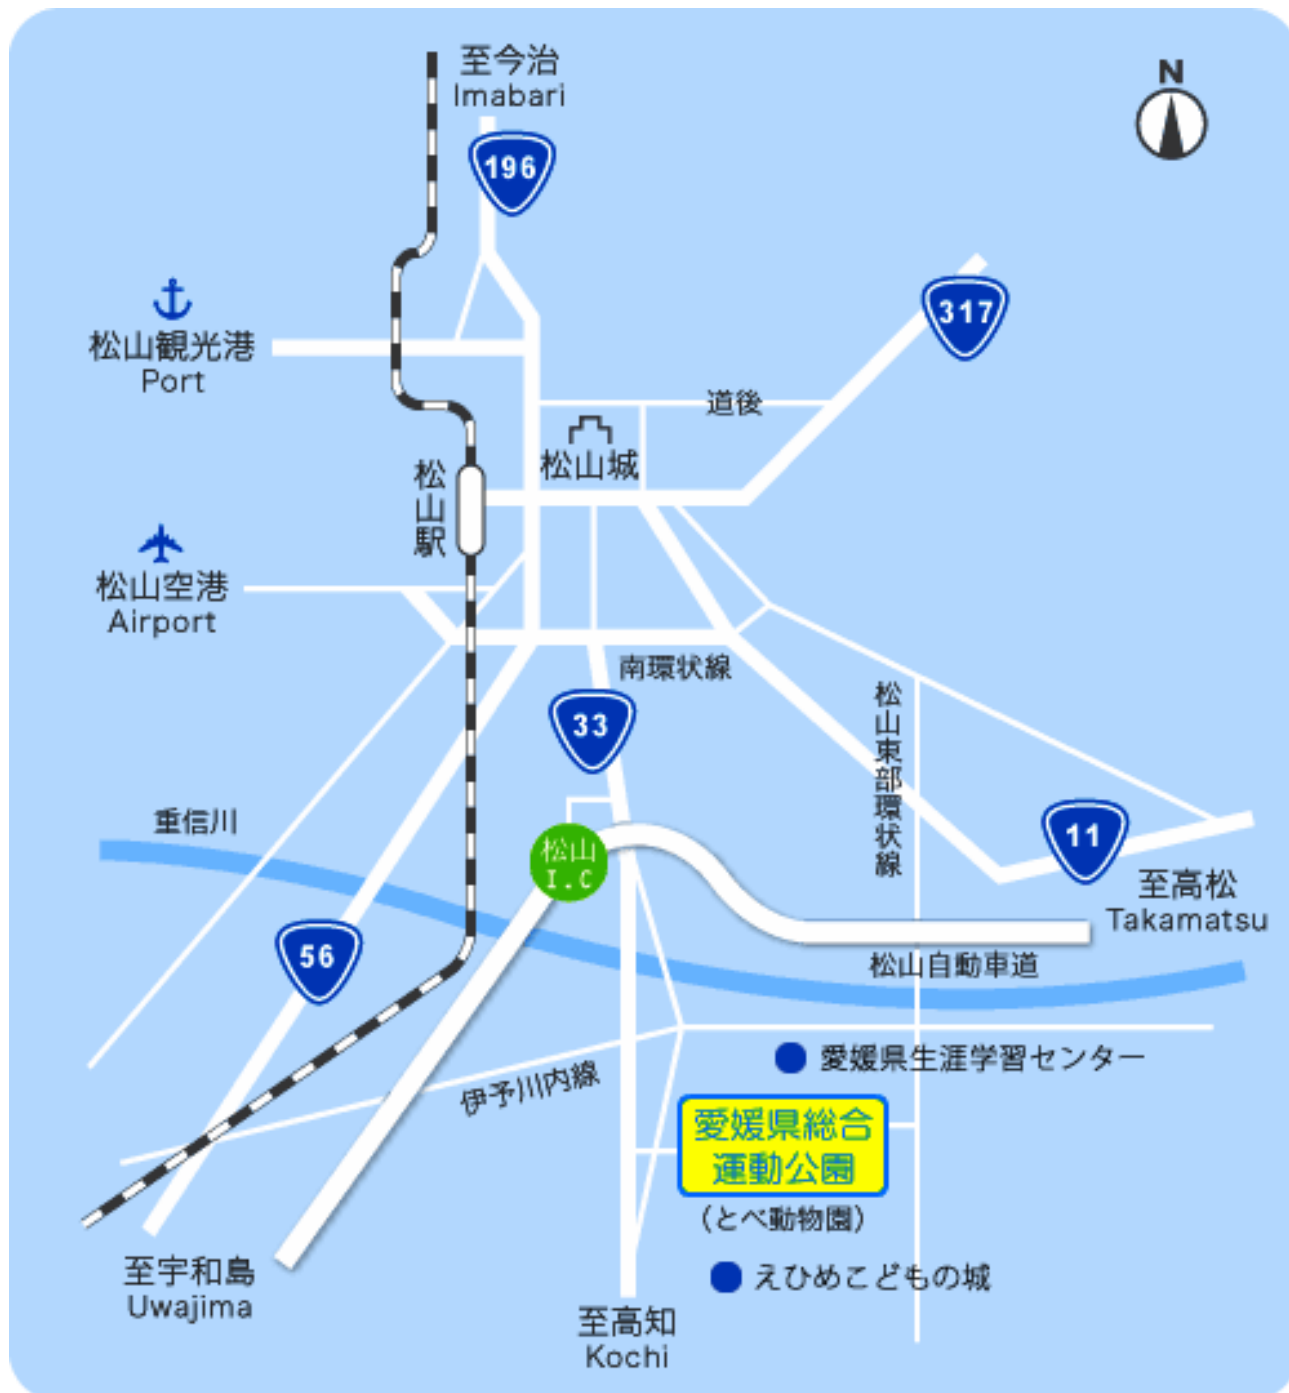 至今治
Imabari
N
196
317
松山観光港
Port
道後
松山城
松山駅
松山空港
Airport
南環状線
松山東部環状線
33
重信川
11
松山
I.C
至高松
Takamatsu
56
松山自動車道
愛媛県生涯学習センター
伊予川内線
愛媛県総合
運動公園
(とべ動物園)
至宇和島
Uwajima
えひめこどもの城
至高知
Kochi